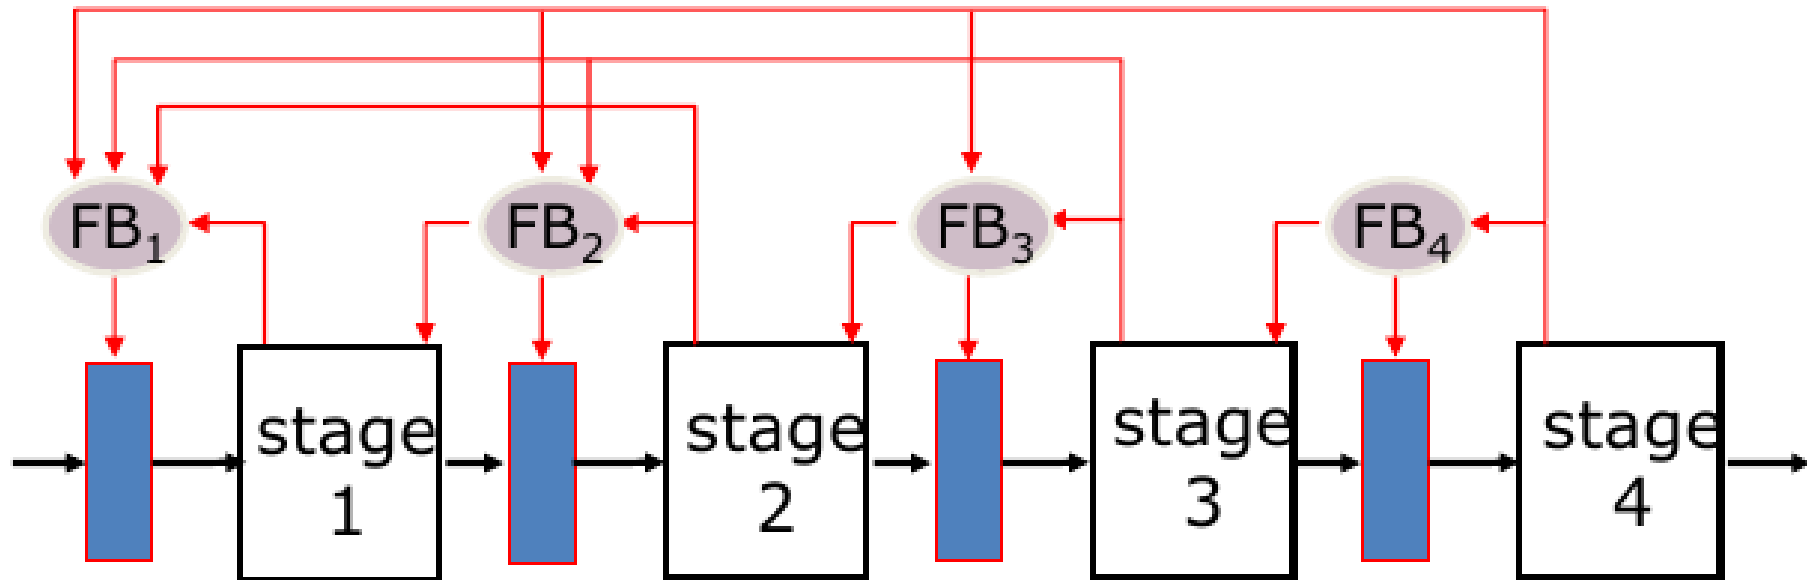 FB₁
FB₂
FB₃
FB₄
stage
1
stage
2
stage
3
stage
4